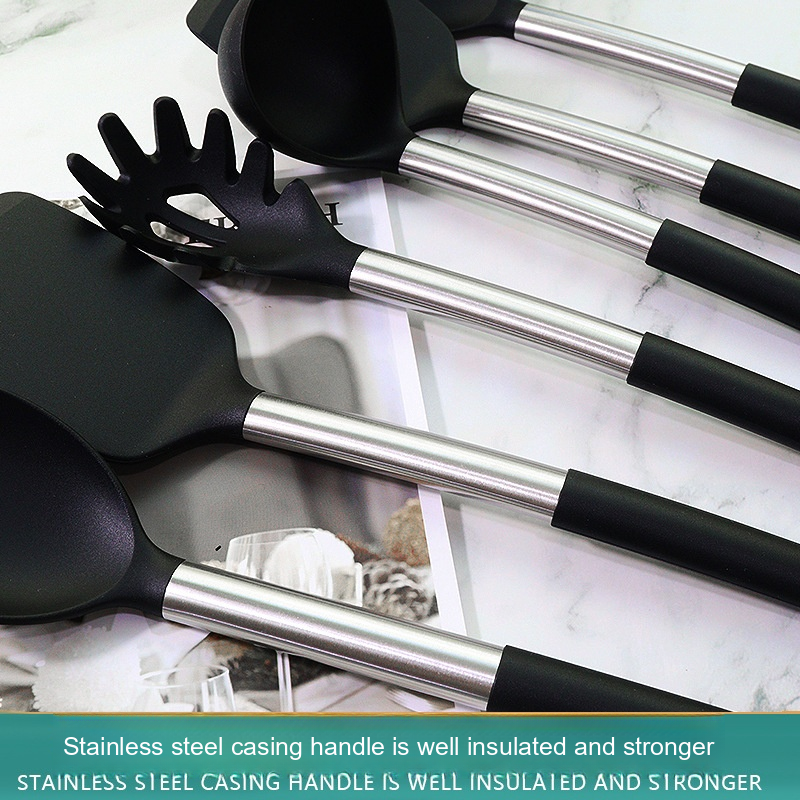 Stainless steel casing handle is well insulated and stronger
STAINLESS STEEL CASING HANDLE IS WELL INSULATED AND STRONGER